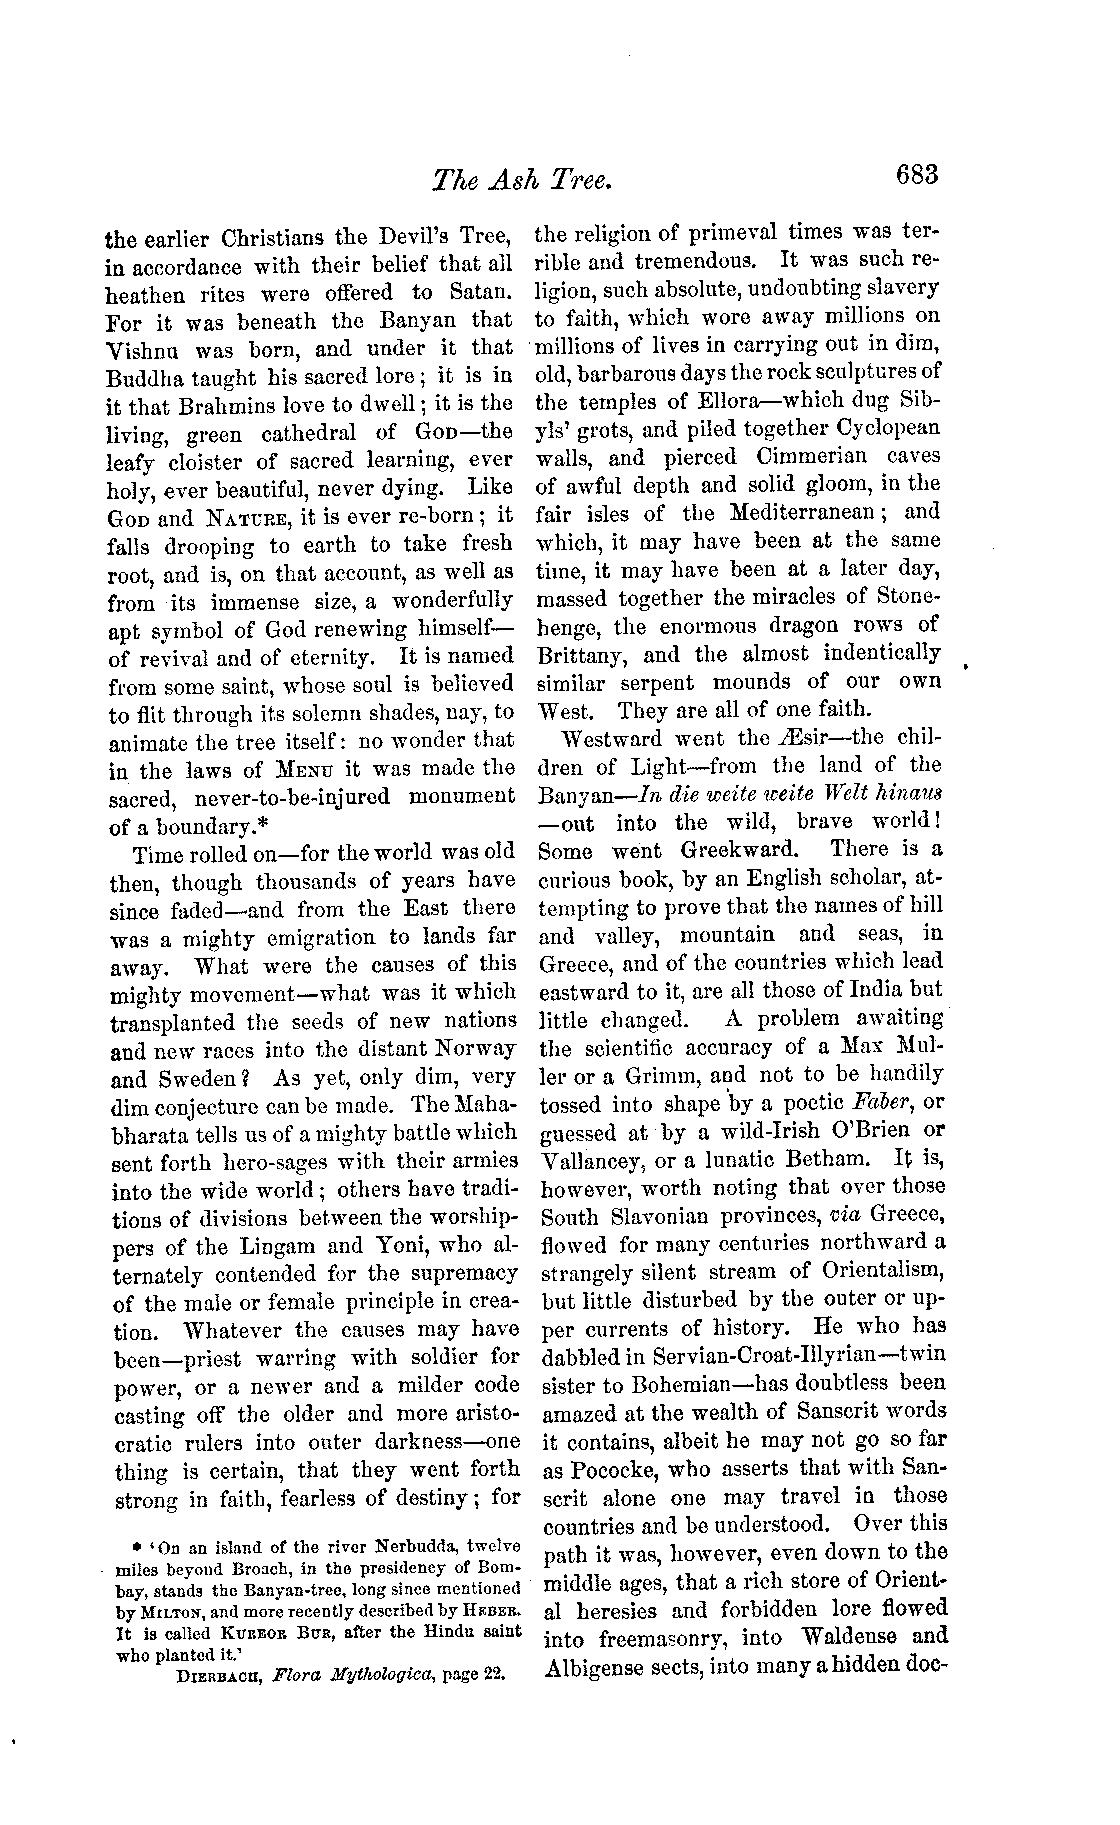 The Ash Tree.
683
the earlier Christians the Devil's Tree,
in accordance with their belief that all
heathen rites were offered to Satan.
For it was beneath the Banyan that
Vishnu was born, and under it that
Buddha taught his sacred lore; it is in
it that Brahmins love to dwell; it is the
living, green cathedral of GOD—the
leafy cloister of sacred learning, ever
holy, ever beautiful, never dying. Like
GOD and NATURE, it is ever re-born; it
falls drooping to earth to take fresh
root, and is, on that account, as well as
from its immense size, a wonderfully
apt symbol of God renewing himself—
of revival and of eternity. It is named
from some saint, whose soul is believed
to flit through its solemn shades, nay, to
animate the tree itself: no wonder that
in the laws of MENU it was made the
sacred, never-to-be-injured monument
of a boundary.*
Time rolled on—for the world was old
then, though thousands of years have
since faded—and from the East there
was a mighty emigration to lands far
away. What were the causes of this
mighty movement—what was it which
transplanted the seeds of new nations
and new races into the distant Norway
and Sweden? As yet, only dim, very
dim conjecture can be made. The Maha-
bharata tells us of a mighty battle which
sent forth hero-sages with their armies
into the wide world; others have tradi-
tions of divisions between the worship-
pers of the Lingam and Yoni, who al-
ternately contended for the supremacy
of the male or female principle in crea-
tion. Whatever the causes may have
been—priest warring with soldier for
power, or a newer and a milder code
casting off the older and more aristo-
cratic rulers into outer darkness—one
thing is certain, that they went forth
strong in faith, fearless of destiny; for
* 'On an island of the river Nerbudda, twelve
miles beyond Broach, in the presidency of Bom-
bay, stands the Banyan-tree, long since mentioned
by MILTON, and more recently described by HEBER.
It is called KUBEOR BUR, after the Hindu saint
who planted it.'
DIERBACH, Flora Mythologica, page 22.
the religion of primeval times was ter-
rible and tremendous. It was such re-
ligion, such absolute, undoubting slavery
to faith, which wore away millions on
millions of lives in carrying out in dim,
old, barbarous days the rock sculptures of
the temples of Ellora—which dug Sib-
yls' grots, and piled together Cyclopean
walls, and pierced Cimmerian caves
of awful depth and solid gloom, in the
fair isles of the Mediterranean; and
which, it may have been at the same
time, it may have been at a later day,
massed together the miracles of Stone-
henge, the enormous dragon rows of
Brittany, and the almost indentically
similar serpent mounds of our own
West. They are all of one faith.
Westward went the Æsir—the chil-
dren of Light—from the land of the
Banyan—In die weite weite Welt hinaus
—out into the wild, brave world!
Some went Greekward. There is a
curious book, by an English scholar, at-
tempting to prove that the names of hill
and valley, mountain and seas, in
Greece, and of the countries which lead
eastward to it, are all those of India but
little changed. A problem awaiting
the scientific accuracy of a Max Mul-
ler or a Grimm, and not to be handily
tossed into shape by a poetic Faber, or
guessed at by a wild-Irish O'Brien or
Vallancey, or a lunatic Betham. It is,
however, worth noting that over those
South Slavonian provinces, via Greece,
flowed for many centuries northward a
strangely silent stream of Orientalism,
but little disturbed by the outer or up-
per currents of history. He who has
dabbled in Servian-Croat-Illyrian—twin
sister to Bohemian—has doubtless been
amazed at the wealth of Sanscrit words
it contains, albeit he may not go so far
as Pococke, who asserts that with San-
scrit alone one may travel in those
countries and be understood. Over this
path it was, however, even down to the
middle ages, that a rich store of Orient-
al heresies and forbidden lore flowed
into freemasonry, into Waldense and
Albigense sects, into many a hidden doc-